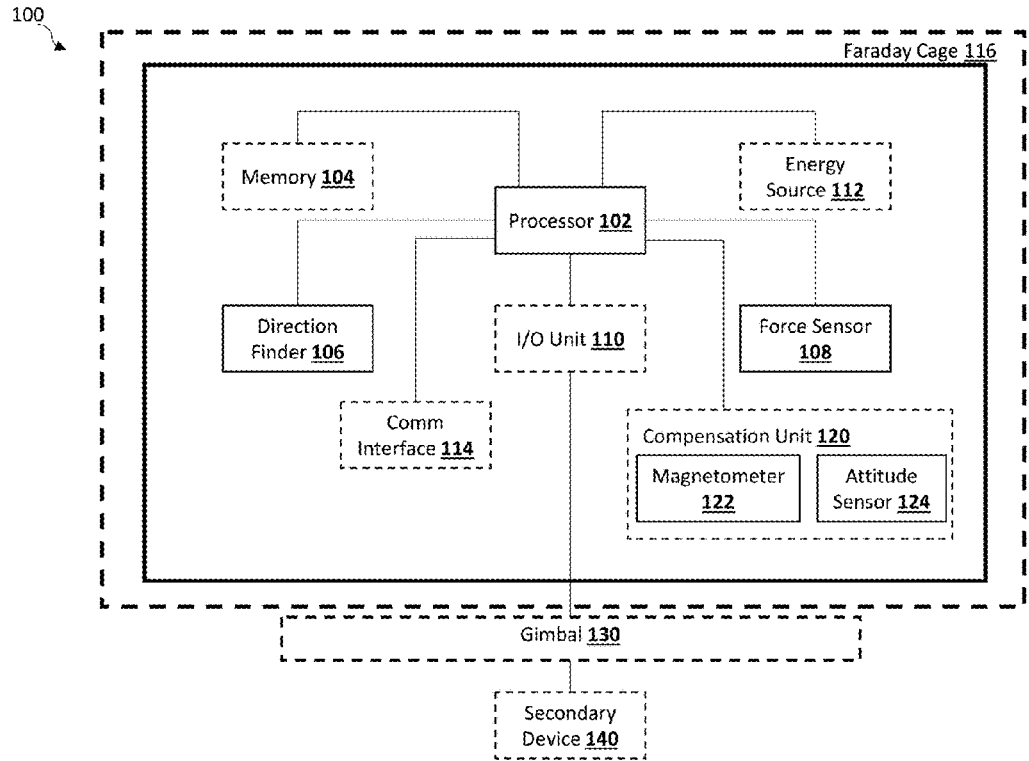 100
Faraday Cage 116
Memory 104
Energy
Source 112
Processor 102
Direction
Finder 106
I/O Unit 110
Force Sensor
108
Comm
Interface 114
Compensation Unit 120
Magnetometer
122
Attitude
Sensor 124
Gimbal 130
Secondary
Device 140